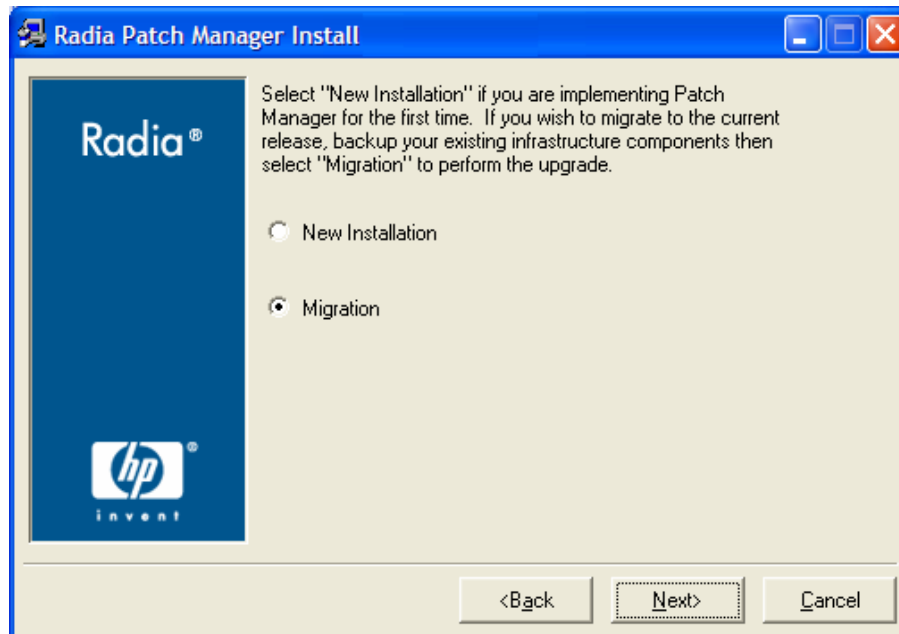 Radia Patch Manager Install
Radia®
Select "New Installation" if you are implementing Patch
Manager for the first time. If you wish to migrate to the current
release, backup your existing infrastructure components then
select "Migration" to perform the upgrade.
New Installation
Migration
hp®
invent
<Back
Next>
Cancel